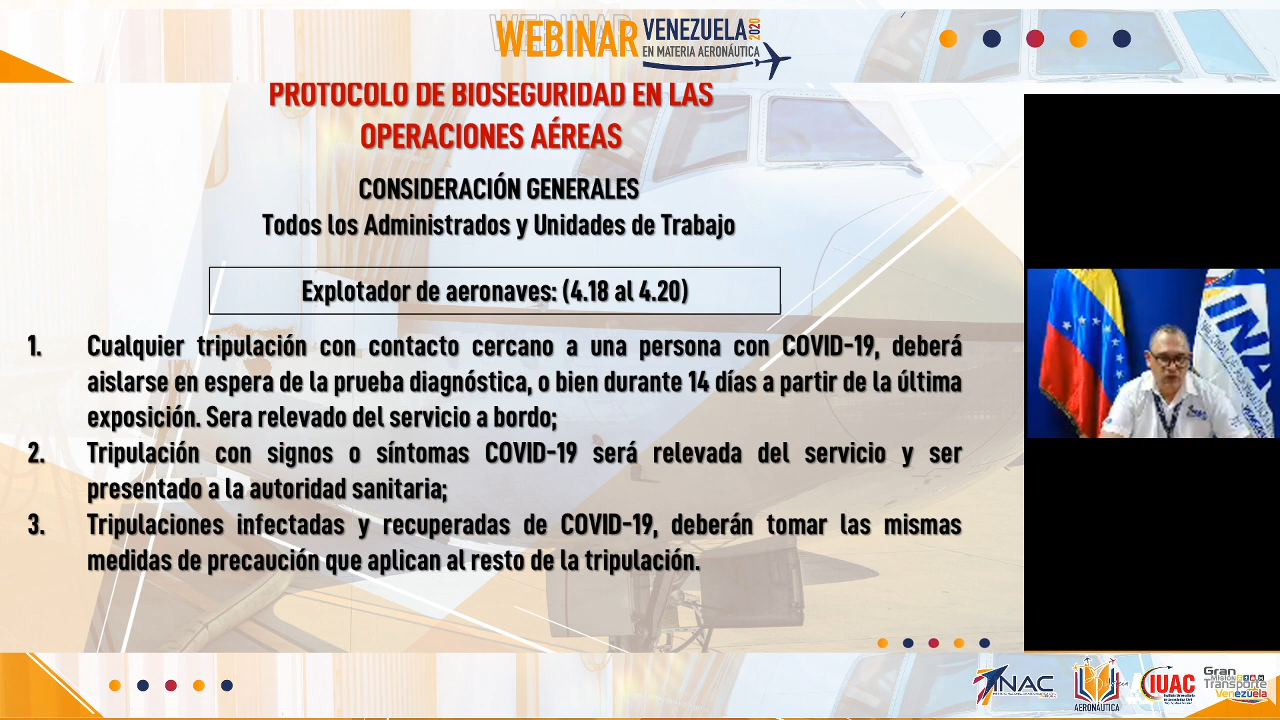 WEBINAR VENEZUELA 2020
EN MATERIA AERONÁUTICA
PROTOCOLO DE BIOSEGURIDAD EN LAS
OPERACIONES AÉREAS
CONSIDERACIÓN GENERALES
Todos los Administrados y Unidades de Trabajo
Explotador de aeronaves: (4.18 al 4.20)
1. Cualquier tripulación con contacto cercano a una persona con COVID-19, deberá
aislarse en espera de la prueba diagnóstica, o bien durante 14 días a partir de la última
exposición. Sera relevado del servicio a bordo;
2. Tripulación con signos o síntomas COVID-19 será relevada del servicio y ser
presentado a la autoridad sanitaria;
3. Tripulaciones infectadas y recuperadas de COVID-19, deberán tomar las mismas
medidas de precaución que aplican al resto de la tripulación.
INAC
INAC
AERONÁUTICA
IUAC
Gran
Misión
Transporte
Venezuela